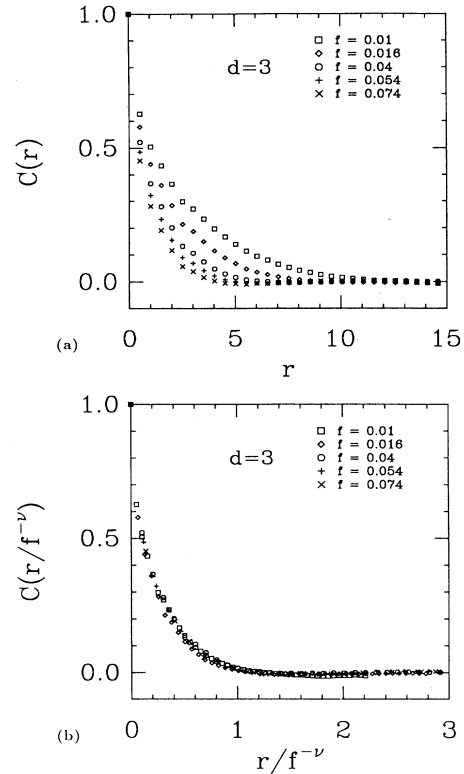 1.0
□ f = 0.01
◇ f = 0.016
○ f = 0.04
+ f = 0.054
× f = 0.074
d=3
C(r)
0.5
0.0
0 5 10 15
(a)
r
1.0
□ f = 0.01
◇ f = 0.016
○ f = 0.04
+ f = 0.054
× f = 0.074
d=3
C(r/f^{-ν})
0.5
0.0
0 1 2 3
(b)
r/f^{-ν}